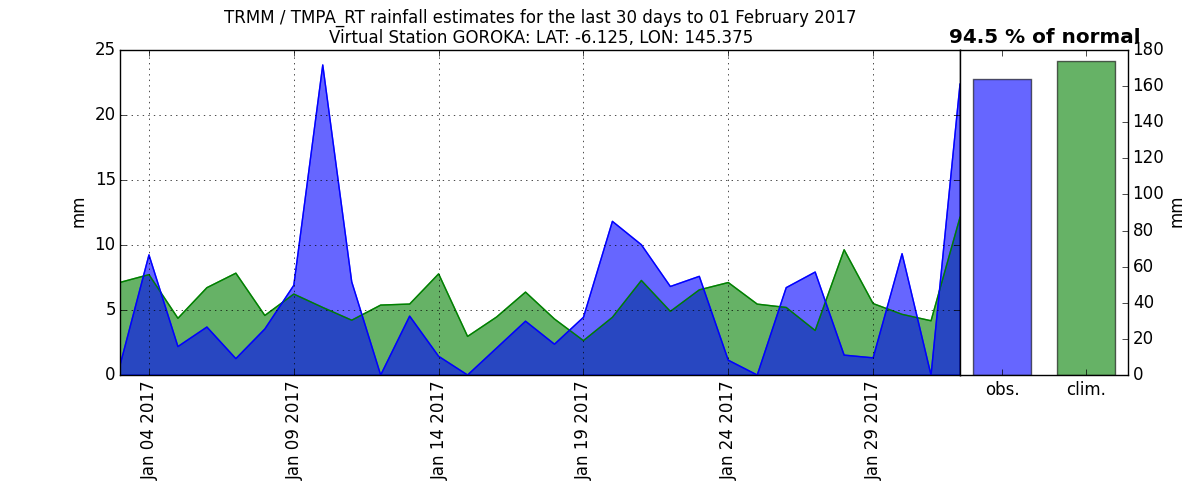 TRMM / TMPA_RT rainfall estimates for the last 30 days to 01 February 2017
Virtual Station GOROKA: LAT: -6.125, LON: 145.375
94.5 % of normal
25
20
15
10
5
0
mm
Jan 04 2017
Jan 09 2017
Jan 14 2017
Jan 19 2017
Jan 24 2017
Jan 29 2017
180
160
140
120
100
80
60
40
20
0
mm
obs.
clim.